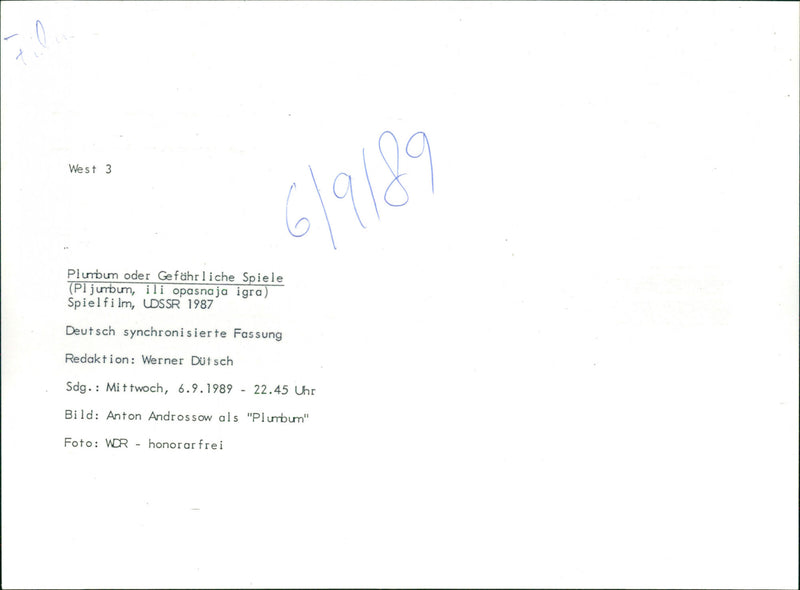 Film
West 3
6/9/89
Plumbum oder Gefährliche Spiele
(Pljumbum, ili opasnaja igra)
Spielfilm, UDSSR 1987
Deutsch synchronisierte Fassung
Redaktion: Werner Dütsch
Sdg.: Mittwoch, 6.9.1989 - 22.45 Uhr
Bild: Anton Androssow als "Plumbum"
Foto: WDR - honorarfrei